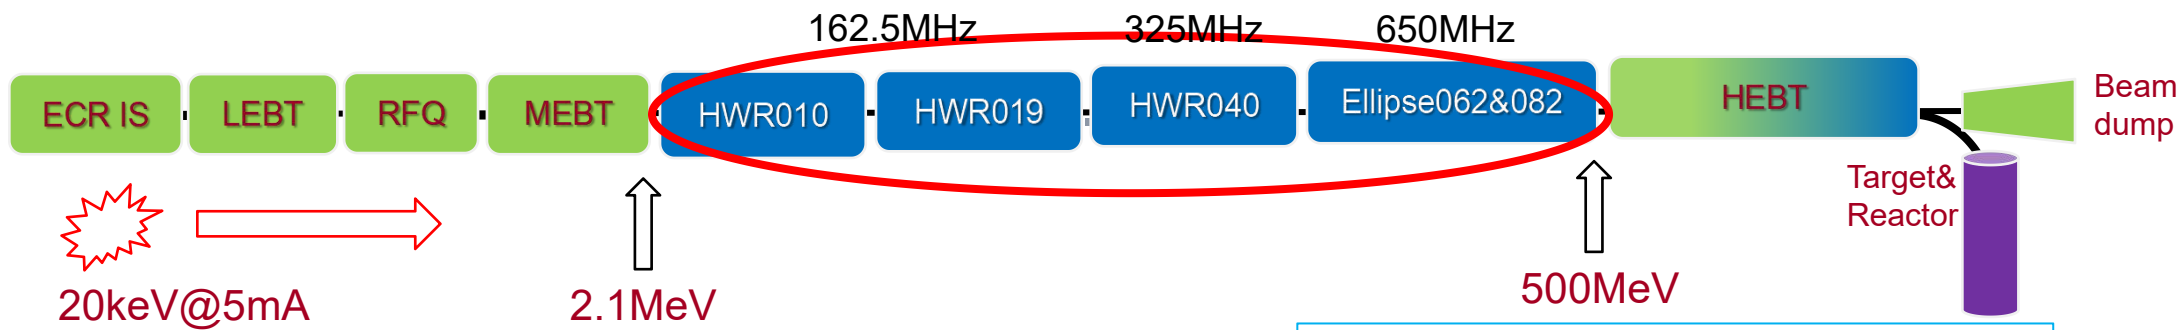 162.5MHz 325MHz 650MHz
ECR IS LEBT RFQ MEBT HWR010 HWR019 HWR040 Ellipse062&082 HEBT
Beam
dump
Target&
Reactor
20keV@5mA 2.1MeV 500MeV